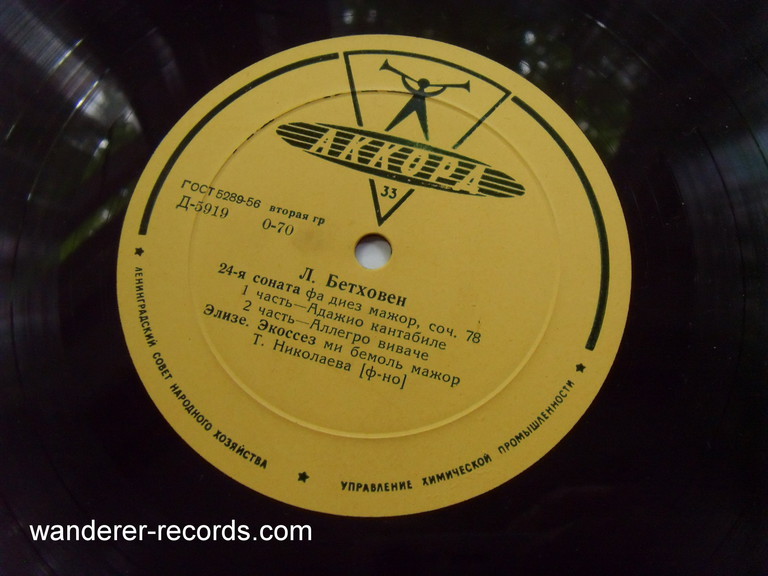 АККОРД
33
ГОСТ 5289-56 вторая гр
Д-5919 0-70
Л. Бетховен
24-я соната фа диез мажор, соч. 78
1 часть—Адажио кантабиле
2 часть—Аллегро виваче
Элизе. Экоссез ми бемоль мажор
Т. Николаева [ф-но]
★ ЛЕНИНГРАДСКИЙ СОВЕТ НАРОДНОГО ХОЗЯЙСТВА ★ УПРАВЛЕНИЕ ХИМИЧЕСКОЙ ПРОМЫШЛЕННОСТИ ★
wanderer-records.com